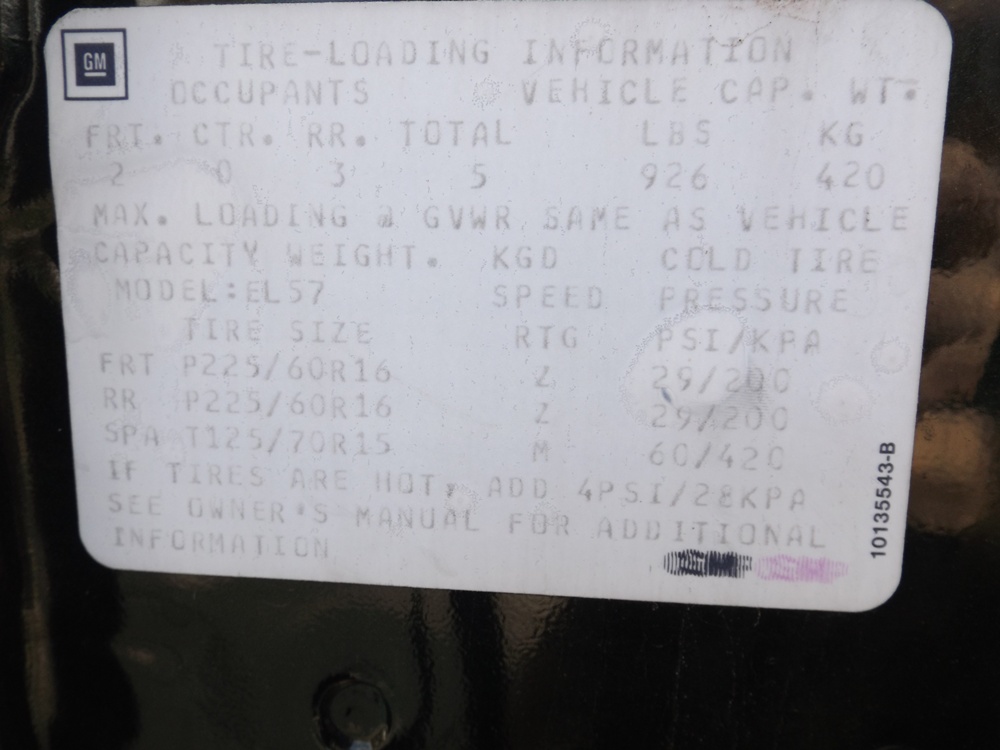 GM
TIRE-LOADING INFORMATION
OCCUPANTS VEHICLE CAP. WT.
FRT. CTR. RR. TOTAL LBS KG
2 0 3 5 926 420
MAX. LOADING @ GVWR SAME AS VEHICLE
CAPACITY WEIGHT. KGD COLD TIRE
MODEL:EL57 SPEED PRESSURE
TIRE SIZE RTG PSI/KPA
FRT P225/60R16 Z 29/200
RR P225/60R16 Z 29/200
SPA T125/70R15 M 60/420
IF TIRES ARE HOT, ADD 4PSI/28KPA
SEE OWNER'S MANUAL FOR ADDITIONAL
INFORMATION
10135543-B